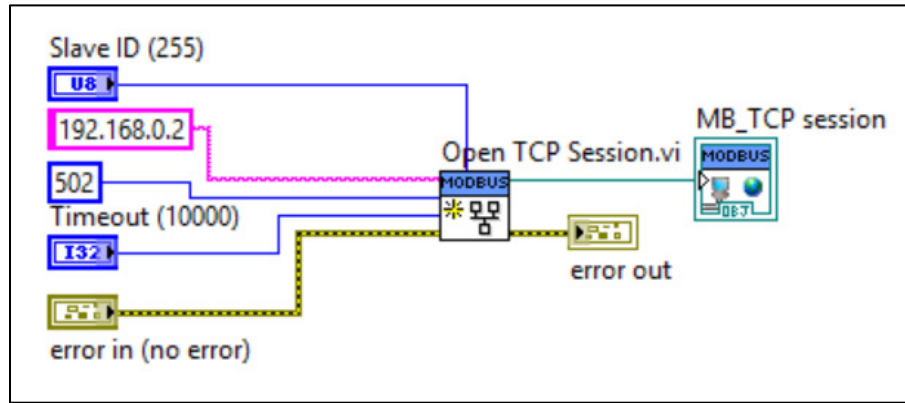 Slave ID (255)
U8
192.168.0.2
MB_TCP session
Open TCP Session.vi
MODBUS
MODBUS
502
OBJ
Timeout (10000)
I32
error out
error in (no error)